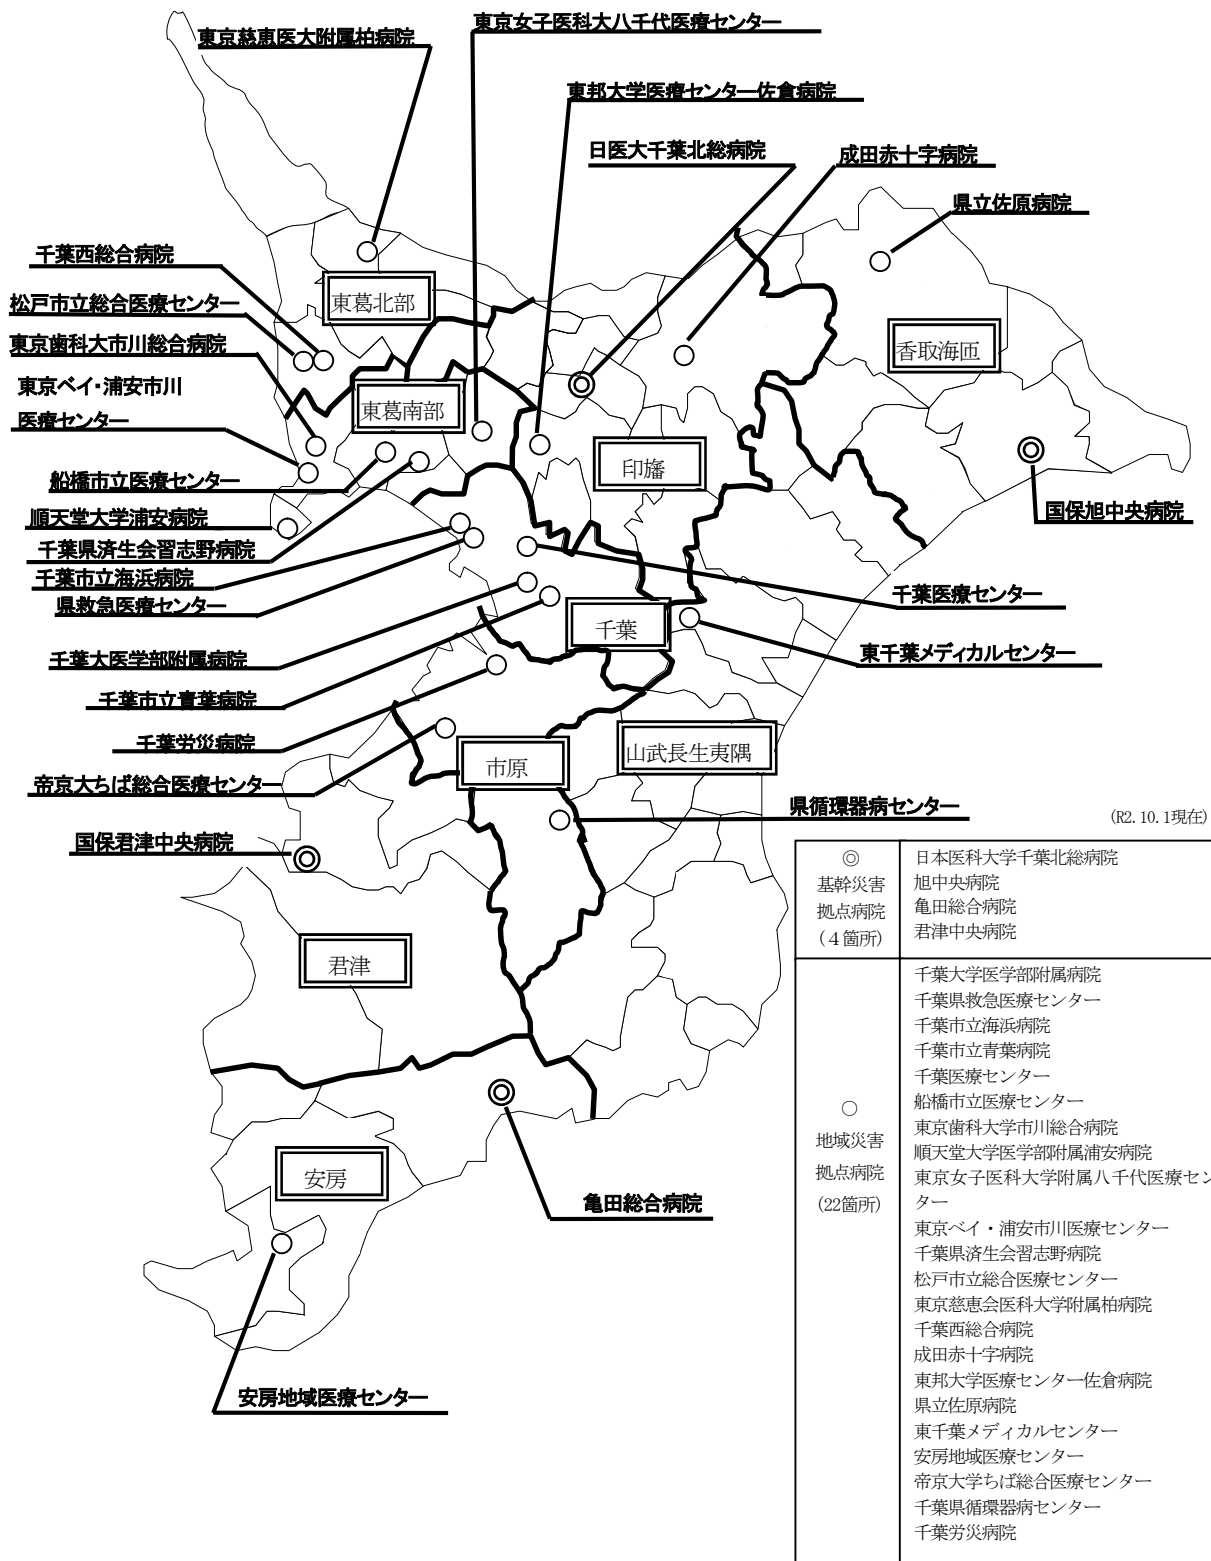 東京女子医科大八千代医療センター
東京慈恵医大附属柏病院
東邦大学医療センター佐倉病院
日医大千葉北総病院
成田赤十字病院
県立佐原病院
千葉西総合病院
東葛北部
松戸市立総合医療センター
東京歯科大市川総合病院
香取海匝
東京ベイ・浦安市川
医療センター
東葛南部
印旛
船橋市立医療センター
国保旭中央病院
順天堂大学浦安病院
千葉県済生会習志野病院
千葉市立海浜病院
県救急医療センター
千葉医療センター
千葉
東千葉メディカルセンター
千葉大医学部附属病院
千葉市立青葉病院
千葉労災病院
山武長生夷隅
市原
帝京大ちば総合医療センター
県循環器病センター
国保君津中央病院
君津
安房
亀田総合病院
安房地域医療センター
(R2.10.1現在)
◎
基幹災害
拠点病院
(４箇所)
日本医科大学千葉北総病院
旭中央病院
亀田総合病院
君津中央病院
○
地域災害
拠点病院
(22箇所)
千葉大学医学部附属病院
千葉県救急医療センター
千葉市立海浜病院
千葉市立青葉病院
千葉医療センター
船橋市立医療センター
東京歯科大学市川総合病院
順天堂大学医学部附属浦安病院
東京女子医科大学附属八千代医療セン
ター
東京ベイ・浦安市川医療センター
千葉県済生会習志野病院
松戸市立総合医療センター
東京慈恵会医科大学附属柏病院
千葉西総合病院
成田赤十字病院
東邦大学医療センター佐倉病院
県立佐原病院
東千葉メディカルセンター
安房地域医療センター
帝京大学ちば総合医療センター
千葉県循環器病センター
千葉労災病院